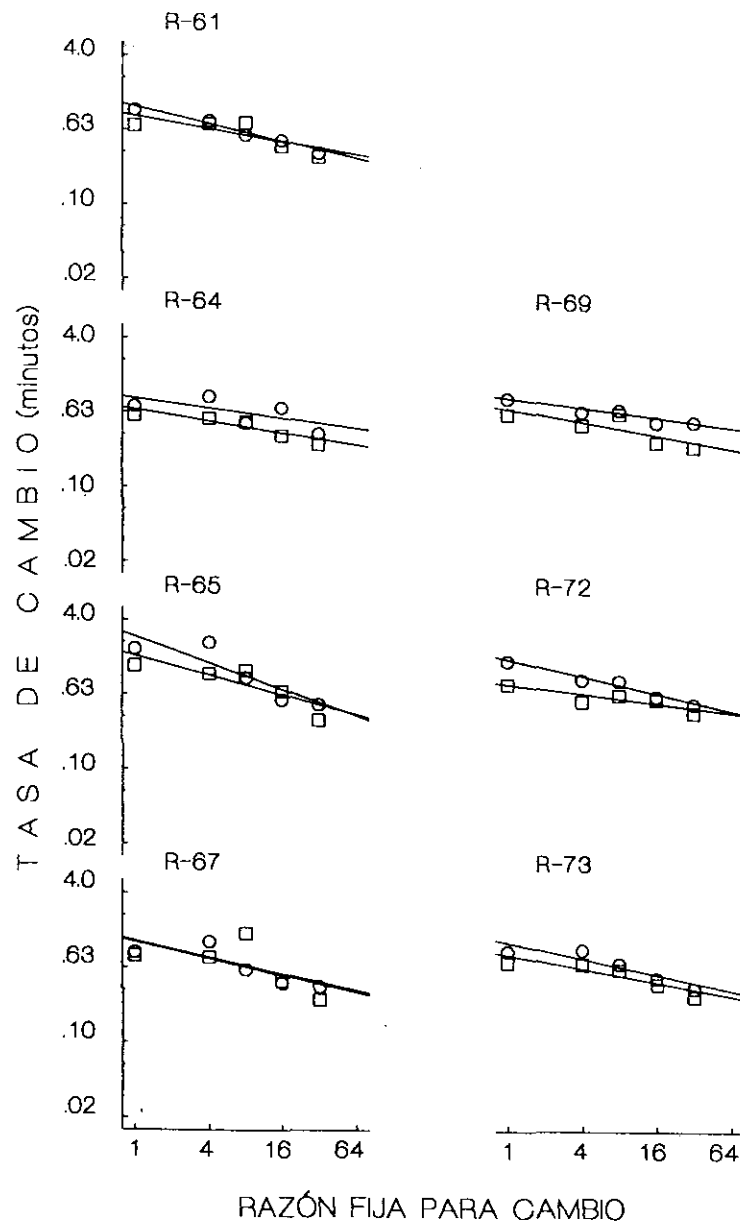 R-61
4.0
.63
.10
.02
R-64
4.0
.63
.10
.02
R-69
R-65
4.0
.63
.10
.02
R-72
R-67
4.0
.63
.10
.02
R-73
1 4 16 64
1 4 16 64
TASA DE CAMBIO (minutos)
RAZÓN FIJA PARA CAMBIO